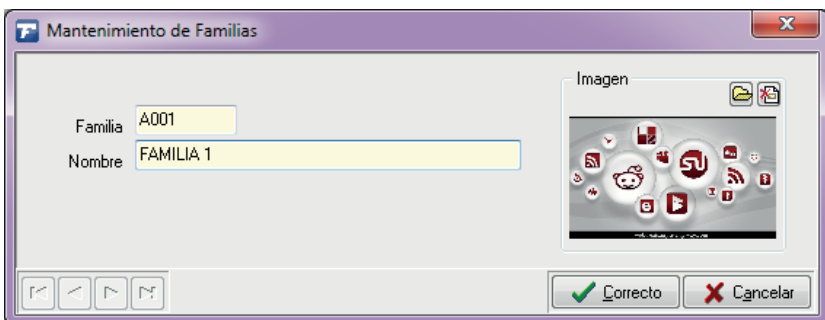 Mantenimiento de Familias
Imagen
Familia A001
Nombre FAMILIA 1
Correcto Cancelar